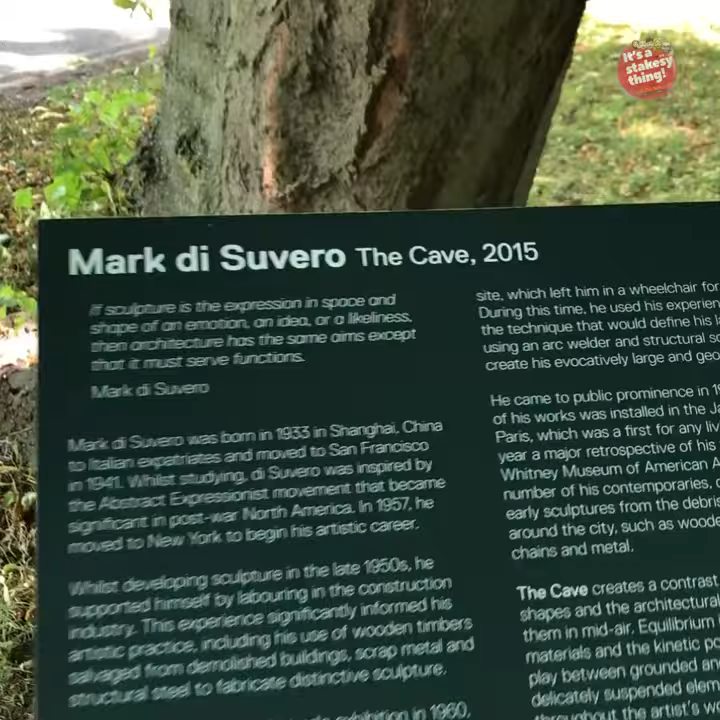 It's a
stakesy
thing!
Mark di Suvero The Cave, 2015
If sculpture is the expression in space and
shape of an emotion, an idea, or a likeliness,
then architecture has the same aims except
that it must serve functions.
Mark di Suvero
Mark di Suvero was born in 1933 in Shanghai, China
to Italian expatriates and moved to San Francisco
in 1941. Whilst studying, di Suvero was inspired by
the Abstract Expressionist movement that became
significant in post-war North America. In 1957, he
moved to New York to begin his artistic career.
Whilst developing sculpture in the late 1950s, he
supported himself by labouring in the construction
industry. This experience significantly informed his
artistic practice, including his use of wooden timbers
salvaged from demolished buildings, scrap metal and
structural steel to fabricate distinctive sculpture.
exhibition in 1960,
site, which left him in a wheelchair for
During this time, he used his experien
the technique that would define his
using an arc welder and structural
create his evocatively large and geo
He came to public prominence in
of his works was installed in the
Paris, which was a first for any
year a major retrospective of his
Whitney Museum of American
number of his contemporaries,
early sculptures from the debris
around the city, such as woode
chains and metal.
The Cave creates a contrast
shapes and the architectural
them in mid-air. Equilibrium
materials and the kinetic
play between grounded an
delicately suspended elem
throughout the artist's